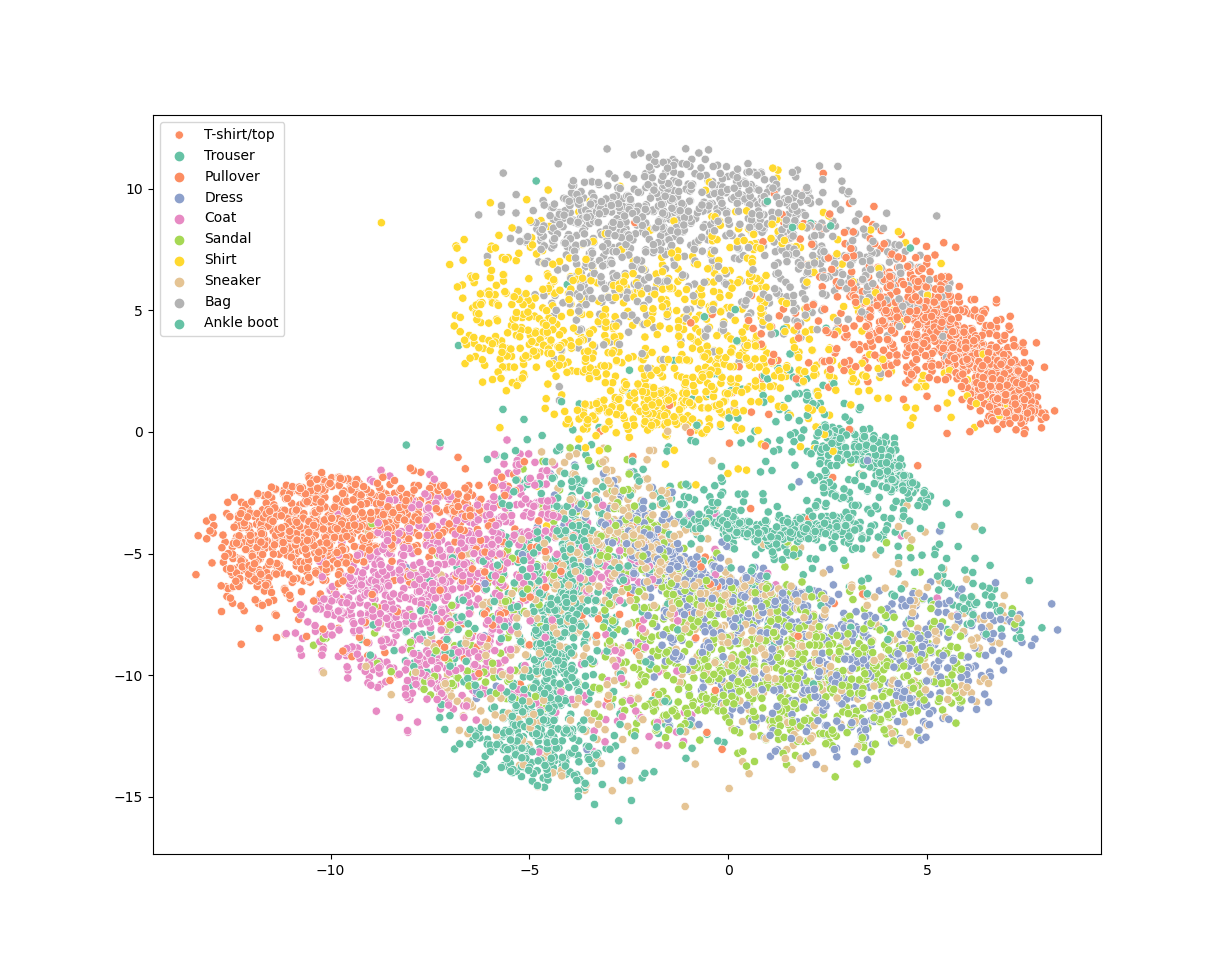 T-shirt/top
Trouser
Pullover
Dress
Coat
Sandal
Shirt
Sneaker
Bag
Ankle boot
10
5
0
−5
−10
−15
−10
−5
0
5